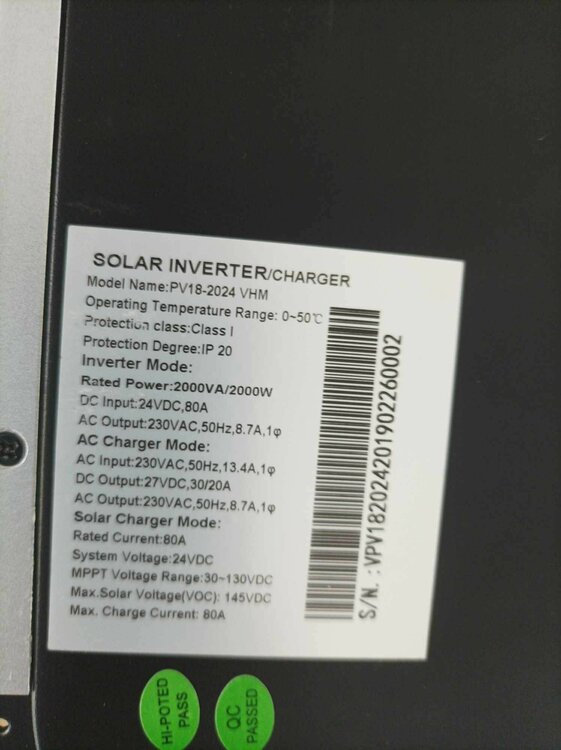 SOLAR INVERTER/CHARGER
Model Name:PV18-2024 VHM
Operating Temperature Range: 0~50℃
Protection class:Class I
Protection Degree:IP 20
Inverter Mode:
Rated Power:2000VA/2000W
DC Input:24VDC,80A
AC Output:230VAC,50Hz,8.7A,1φ
AC Charger Mode:
AC Input:230VAC,50Hz,13.4A,1φ
DC Output:27VDC,30/20A
AC Output:230VAC,50Hz,8.7A,1φ
Solar Charger Mode:
Rated Current:80A
System Voltage:24VDC
MPPT Voltage Range:30~130VDC
Max.Solar Voltage(VOC): 145VDC
Max. Charge Current: 80A
S/N.:VPV182024201902260002
HI-POTED
PASS
QC
PASSED